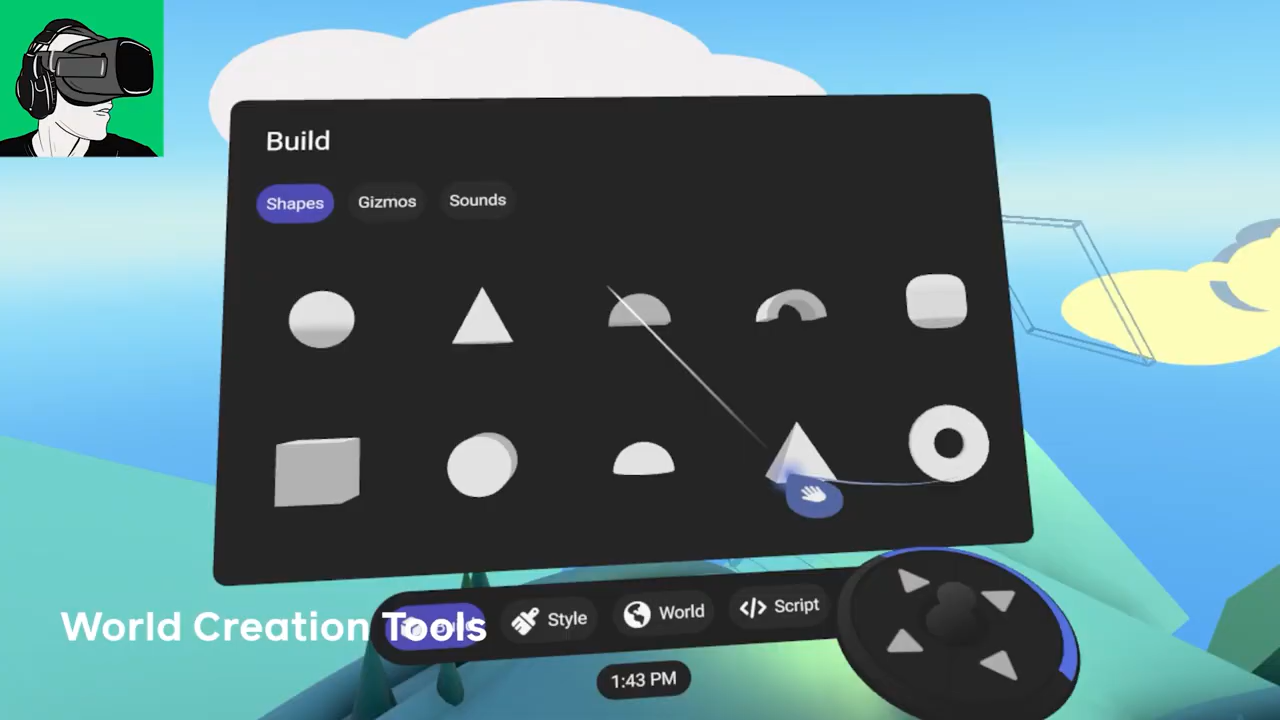 Build
Shapes Gizmos Sounds
World Creation Tools
Style World </> Script
1:43 PM